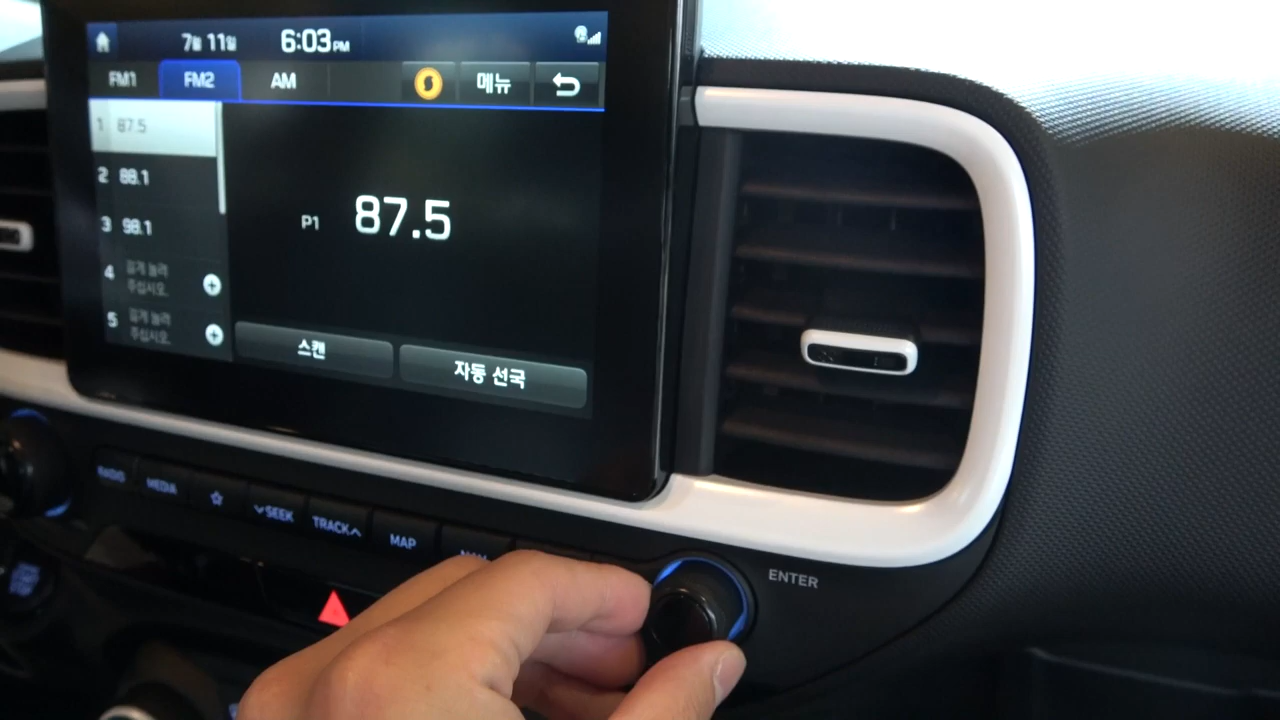 7월 11일 6:03 PM
FM1 FM2 AM 메뉴
1 87.5
2 88.1
3 98.1
4 길게 눌러
주십시오.
5 길게 눌러
주십시오.
P1 87.5
스캔 자동 선국
RADIO MEDIA ☆ ∨SEEK TRACK∧ MAP
ENTER